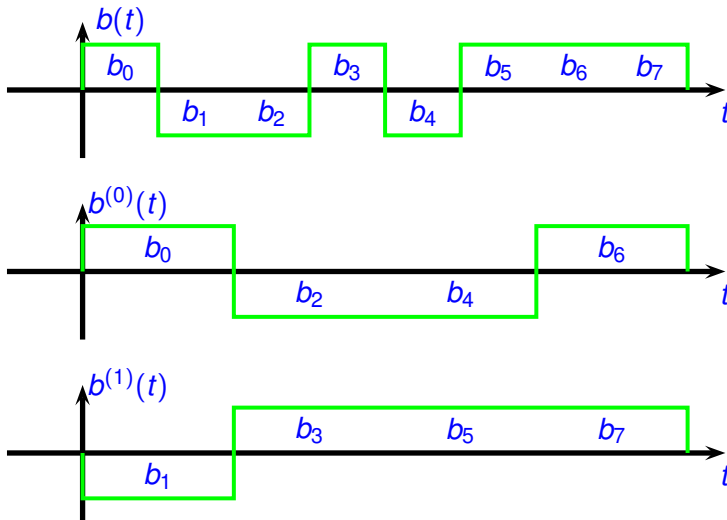 b(t)
b₀ b₃ b₅ b₆ b₇
b₁ b₂ b₄ t
b⁽⁰⁾(t)
b₀ b₆
b₂ b₄ t
b⁽¹⁾(t)
b₃ b₅ b₇
b₁ t